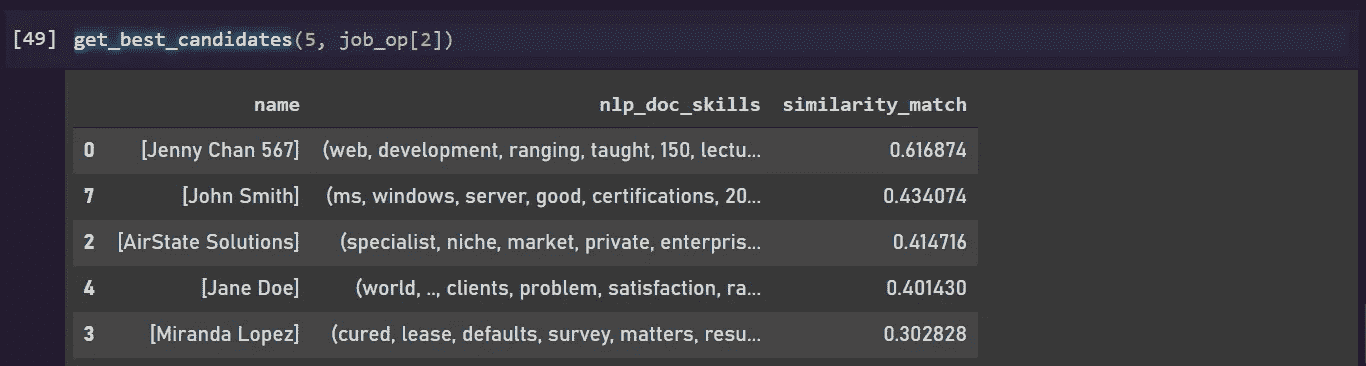 [49] get_best_candidates(5, job_op[2])
name nlp_doc_skills similarity_match
0 [Jenny Chan 567] (web, development, ranging, taught, 150, lectu... 0.616874
7 [John Smith] (ms, windows, server, good, certifications, 20... 0.434074
2 [AirState Solutions] (specialist, niche, market, private, enterpris... 0.414716
4 [Jane Doe] (world, .., clients, problem, satisfaction, ra... 0.401430
3 [Miranda Lopez] (cured, lease, defaults, survey, matters, resu... 0.302828